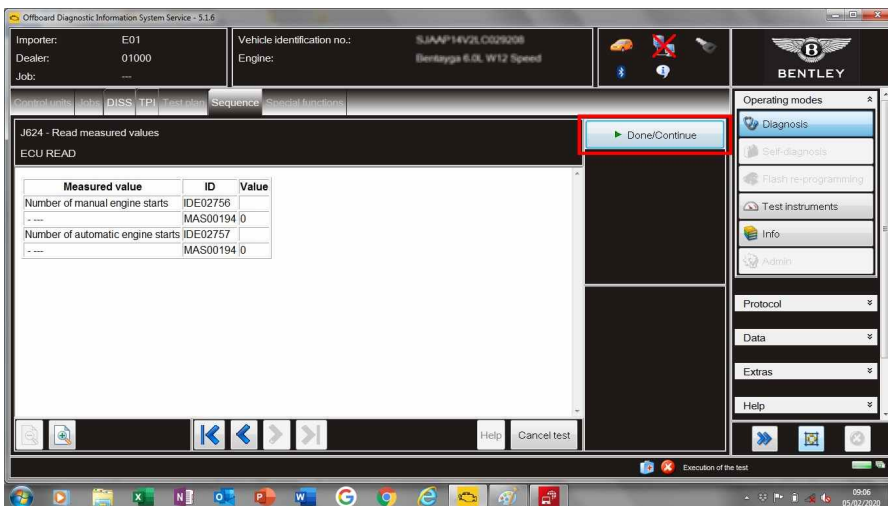 Offboard Diagnostic Information System Service - 5.1.6
Importer: E01
Dealer: 01000
Job: ---
Vehicle identification no.: SJAAP14V2LC029208
Engine: Bentayga 6.0L W12 Speed
B
BENTLEY
Control units Jobs DISS TPI Test plan Sequence Special functions
J624 - Read measured values
ECU READ
Done/Continue
Measured value ID Value
Number of manual engine starts IDE02756
- --- MAS00194 0
Number of automatic engine starts IDE02757
- --- MAS00194 0
Operating modes
Diagnosis
Self-diagnosis
Flash re-programming
Test instruments
Info
Admin
Protocol
Data
Extras
Help
Help Cancel test
Execution of the test
09:06
05/02/2020